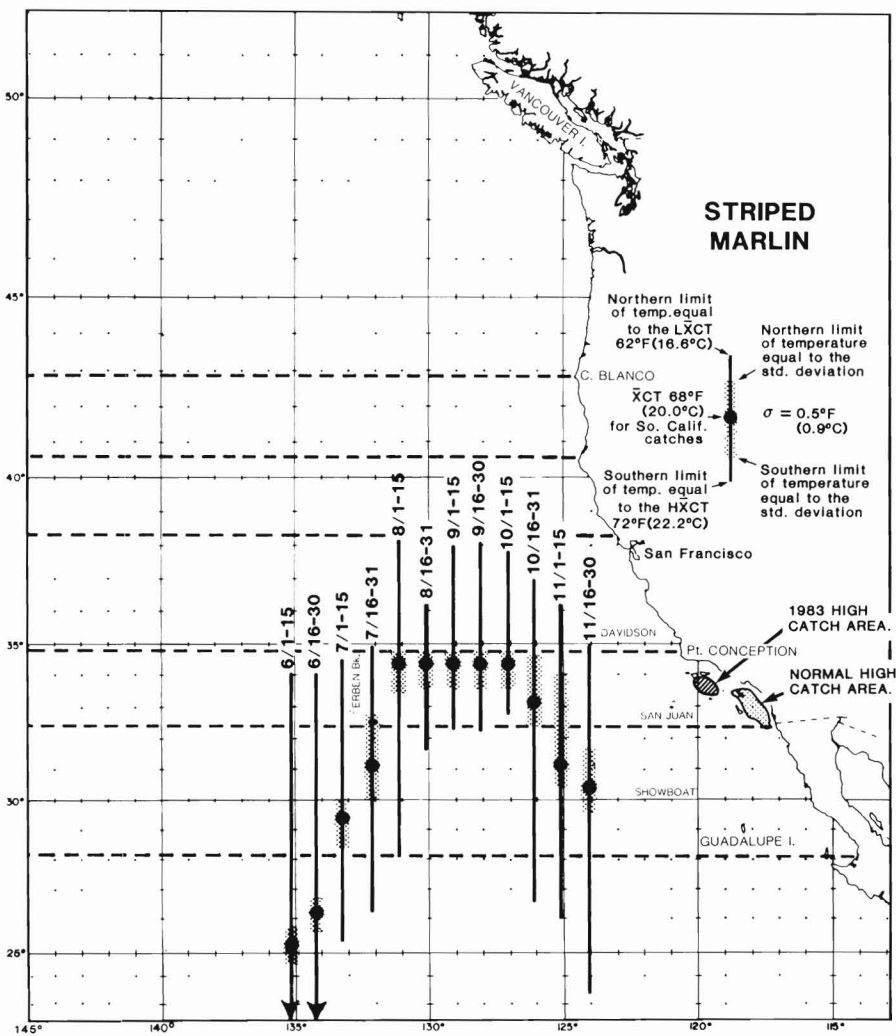 50°
45°
40°
35°
30°
25°
145°
140°
135°
130°
125°
120°
115°
VANCOUVER I.
STRIPED
MARLIN
Northern limit
of temp. equal
to the LX̄CT
62°F (16.6°C)
Northern limit
of temperature
equal to the
std. deviation
X̄CT 68°F
(20.0°C)
for So. Calif.
catches
σ = 0.5°F
(0.9°C)
Southern limit
of temp. equal
to the HX̄CT
72°F (22.2°C)
Southern limit
of temperature
equal to the
std. deviation
C. BLANCO
San Francisco
1983 HIGH
CATCH AREA.
DAVIDSON
Pt. CONCEPTION
NORMAL HIGH
CATCH AREA.
ERBEN BK.
SAN JUAN
SHOWBOAT
GUADALUPE I.
6/1-15
6/16-30
7/1-15
7/16-31
8/1-15
8/16-31
9/1-15
9/16-30
10/1-15
10/16-31
11/1-15
11/16-30